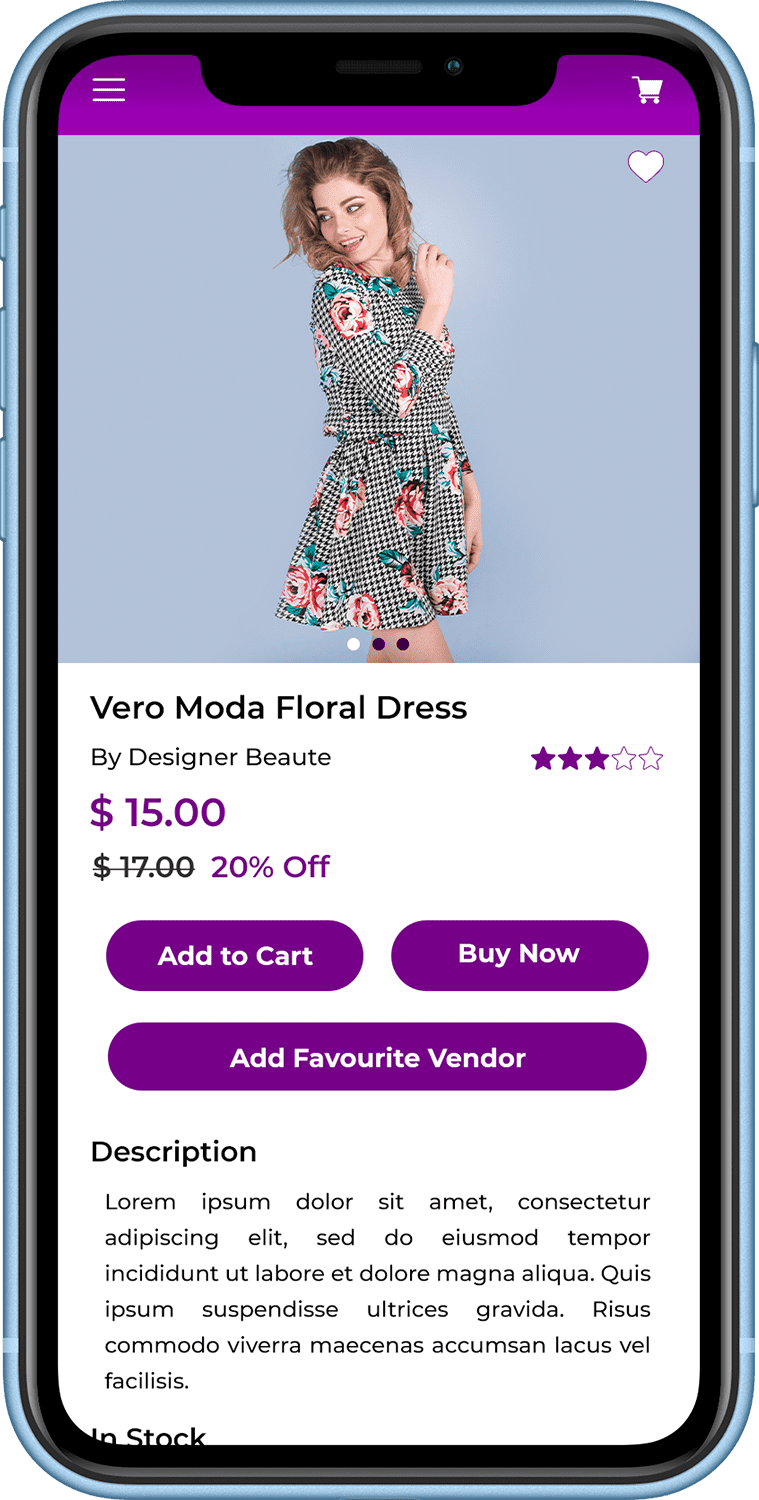 Vero Moda Floral Dress
By Designer Beaute
$ 15.00
$ 17.00 20% Off
Add to Cart Buy Now
Add Favourite Vendor
Description
Lorem ipsum dolor sit amet, consectetur
adipiscing elit, sed do eiusmod tempor
incididunt ut labore et dolore magna aliqua. Quis
ipsum suspendisse ultrices gravida. Risus
commodo viverra maecenas accumsan lacus vel
facilisis.
In Stock